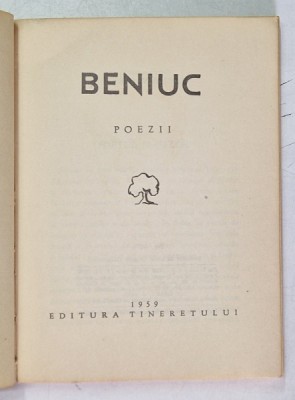 BENIUC
POEZII
1959
EDITURA TINERETULUI